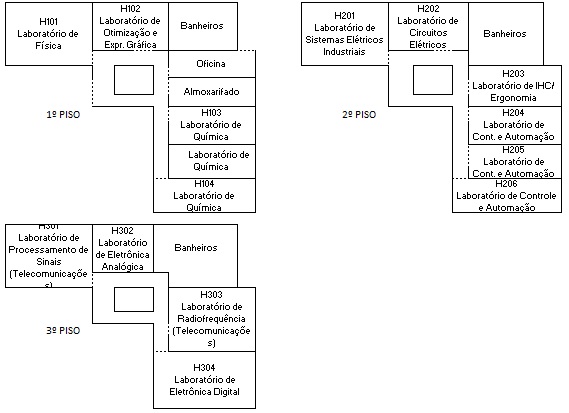 H101
Laboratório de
Física
H102
Laboratório de
Otimização e
Expr. Gráfica
Banheiros
Oficina
Almoxarifado
1º PISO
H103
Laboratório de
Química
Laboratório de
Química
H104
Laboratório de
Química
H201
Laboratório de
Sistemas Elétricos
Industriais
H202
Laboratório de
Circuitos
Elétricos
Banheiros
H203
Laboratório de IHC/
Ergonomia
2º PISO
H204
Laboratório de
Cont. e Automação
H205
Laboratório de
Cont. e Automação
H206
Laboratório de Controle
e Automação
H301
Laboratório de
Processamento de
Sinais
(Telecomunicaçõe
s)
H302
Laboratório
de Eletrônica
Analógica
Banheiros
H303
Laboratório de
Radiofrequência
(Telecomunicaçõe
s)
3º PISO
H304
Laboratório de
Eletrônica Digital